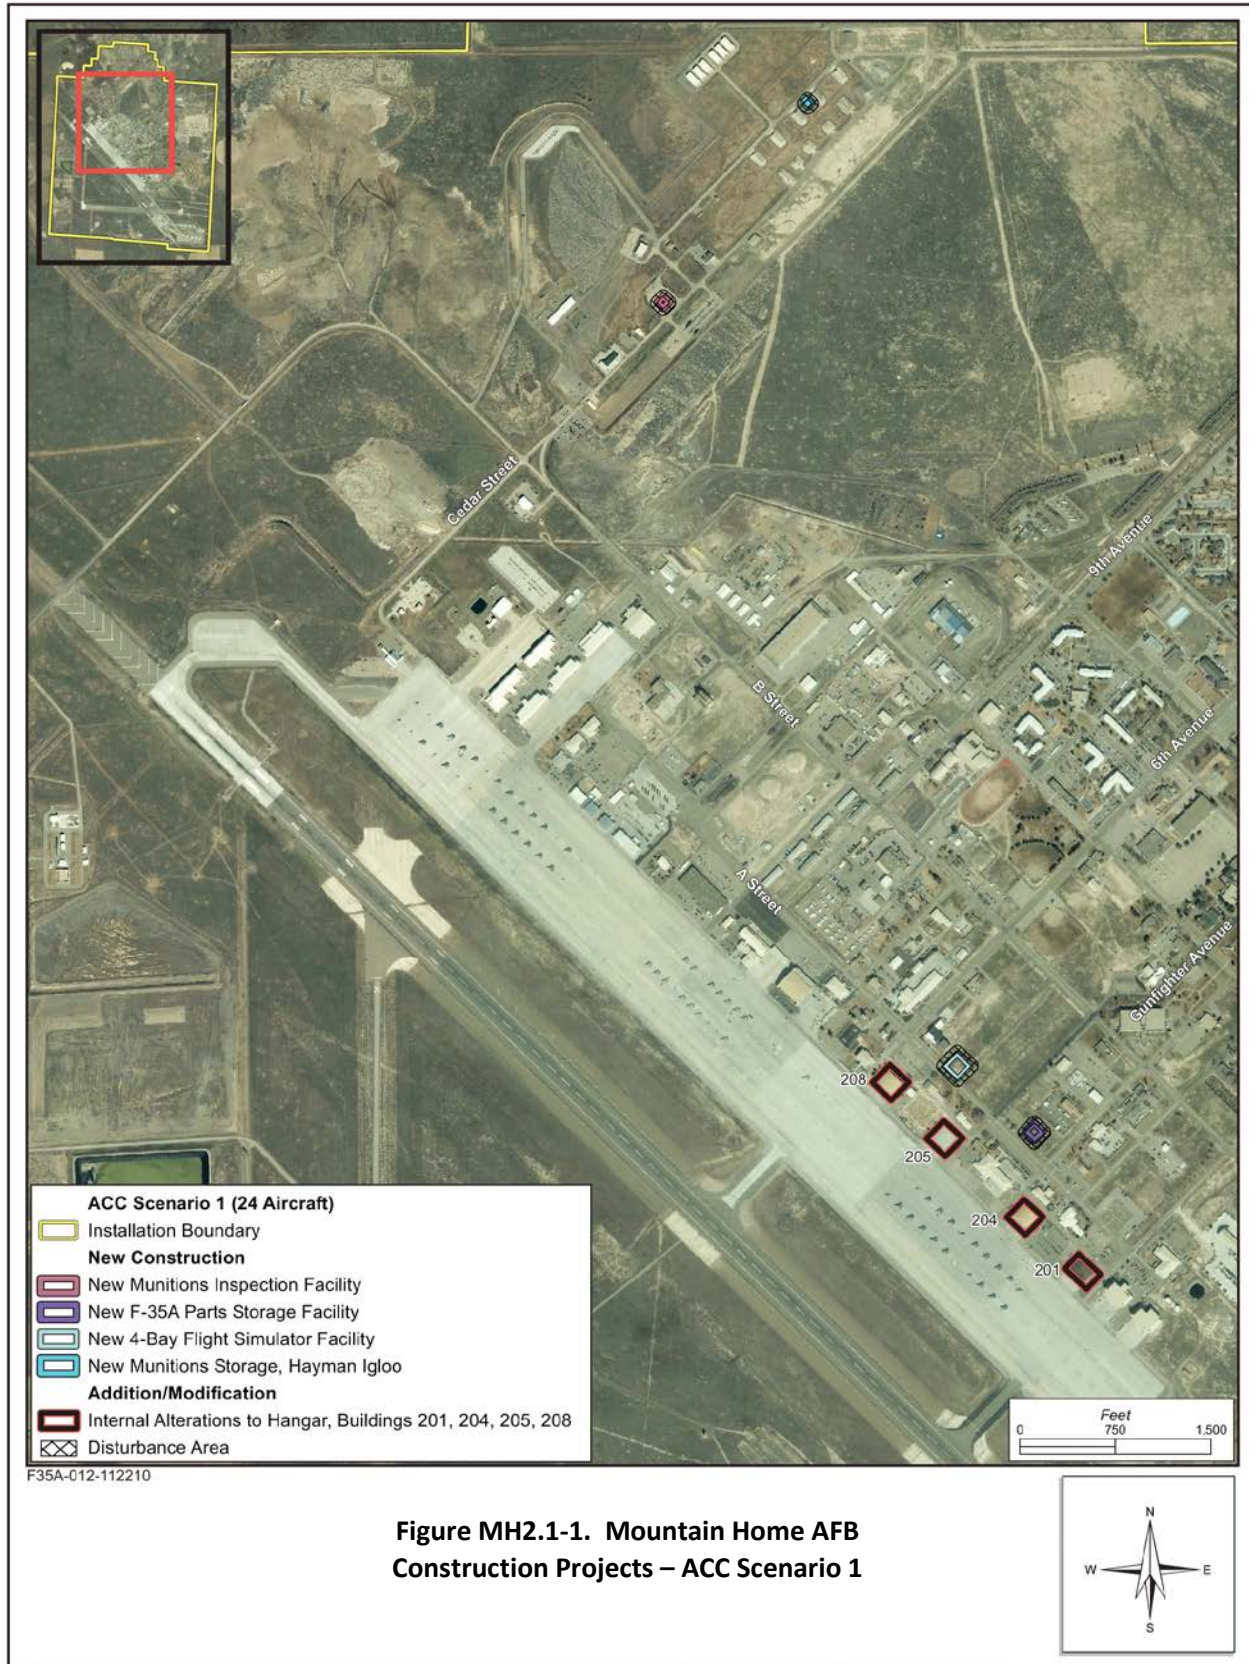 Cedar Street
9th Avenue
B Street
6th Avenue
A Street
Gunfighter Avenue
208
205
204
201
ACC Scenario 1 (24 Aircraft)
Installation Boundary
New Construction
New Munitions Inspection Facility
New F-35A Parts Storage Facility
New 4-Bay Flight Simulator Facility
New Munitions Storage, Hayman Igloo
Addition/Modification
Internal Alterations to Hangar, Buildings 201, 204, 205, 208
Disturbance Area
Feet
0 750 1,500
F35A-012-112210
Figure MH2.1-1. Mountain Home AFB
Construction Projects – ACC Scenario 1
N
W E
S